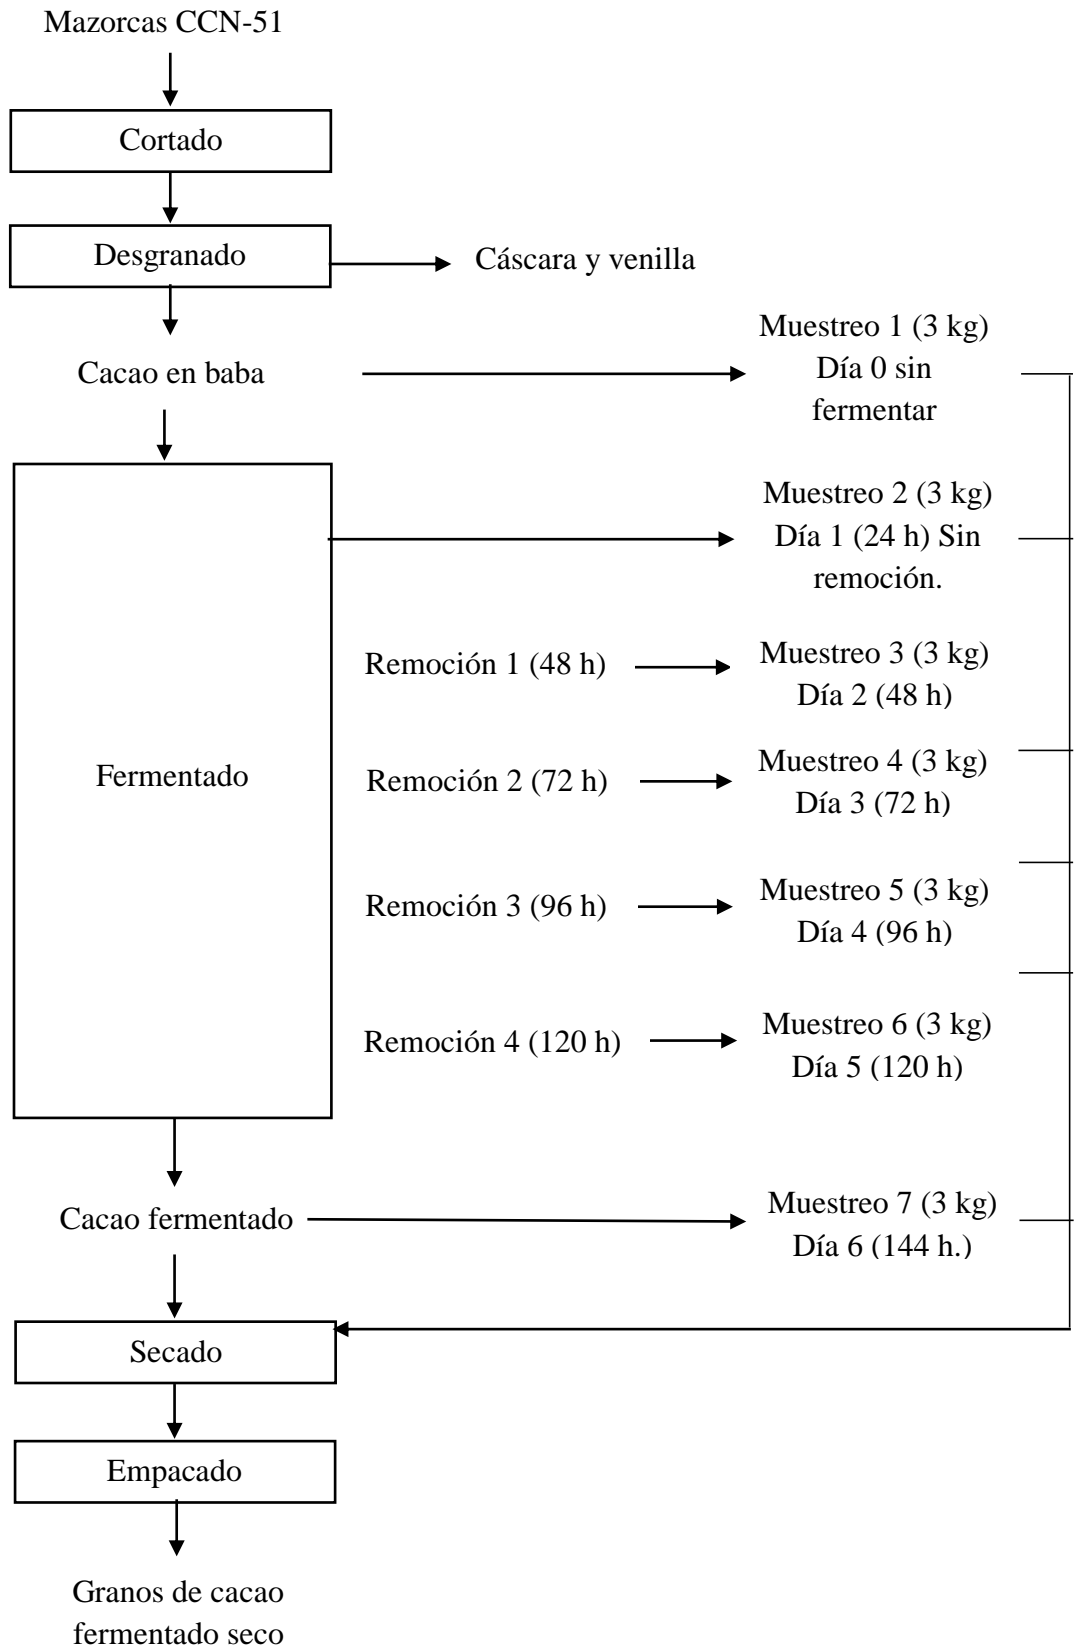 Mazorcas CCN-51
Cortado
Desgranado
Cáscara y venilla
Muestreo 1 (3 kg)
Día 0 sin
fermentar
Cacao en baba
Muestreo 2 (3 kg)
Día 1 (24 h) Sin
remoción.
Remoción 1 (48 h)
Muestreo 3 (3 kg)
Día 2 (48 h)
Fermentado
Remoción 2 (72 h)
Muestreo 4 (3 kg)
Día 3 (72 h)
Remoción 3 (96 h)
Muestreo 5 (3 kg)
Día 4 (96 h)
Remoción 4 (120 h)
Muestreo 6 (3 kg)
Día 5 (120 h)
Cacao fermentado
Muestreo 7 (3 kg)
Día 6 (144 h.)
Secado
Empacado
Granos de cacao
fermentado seco